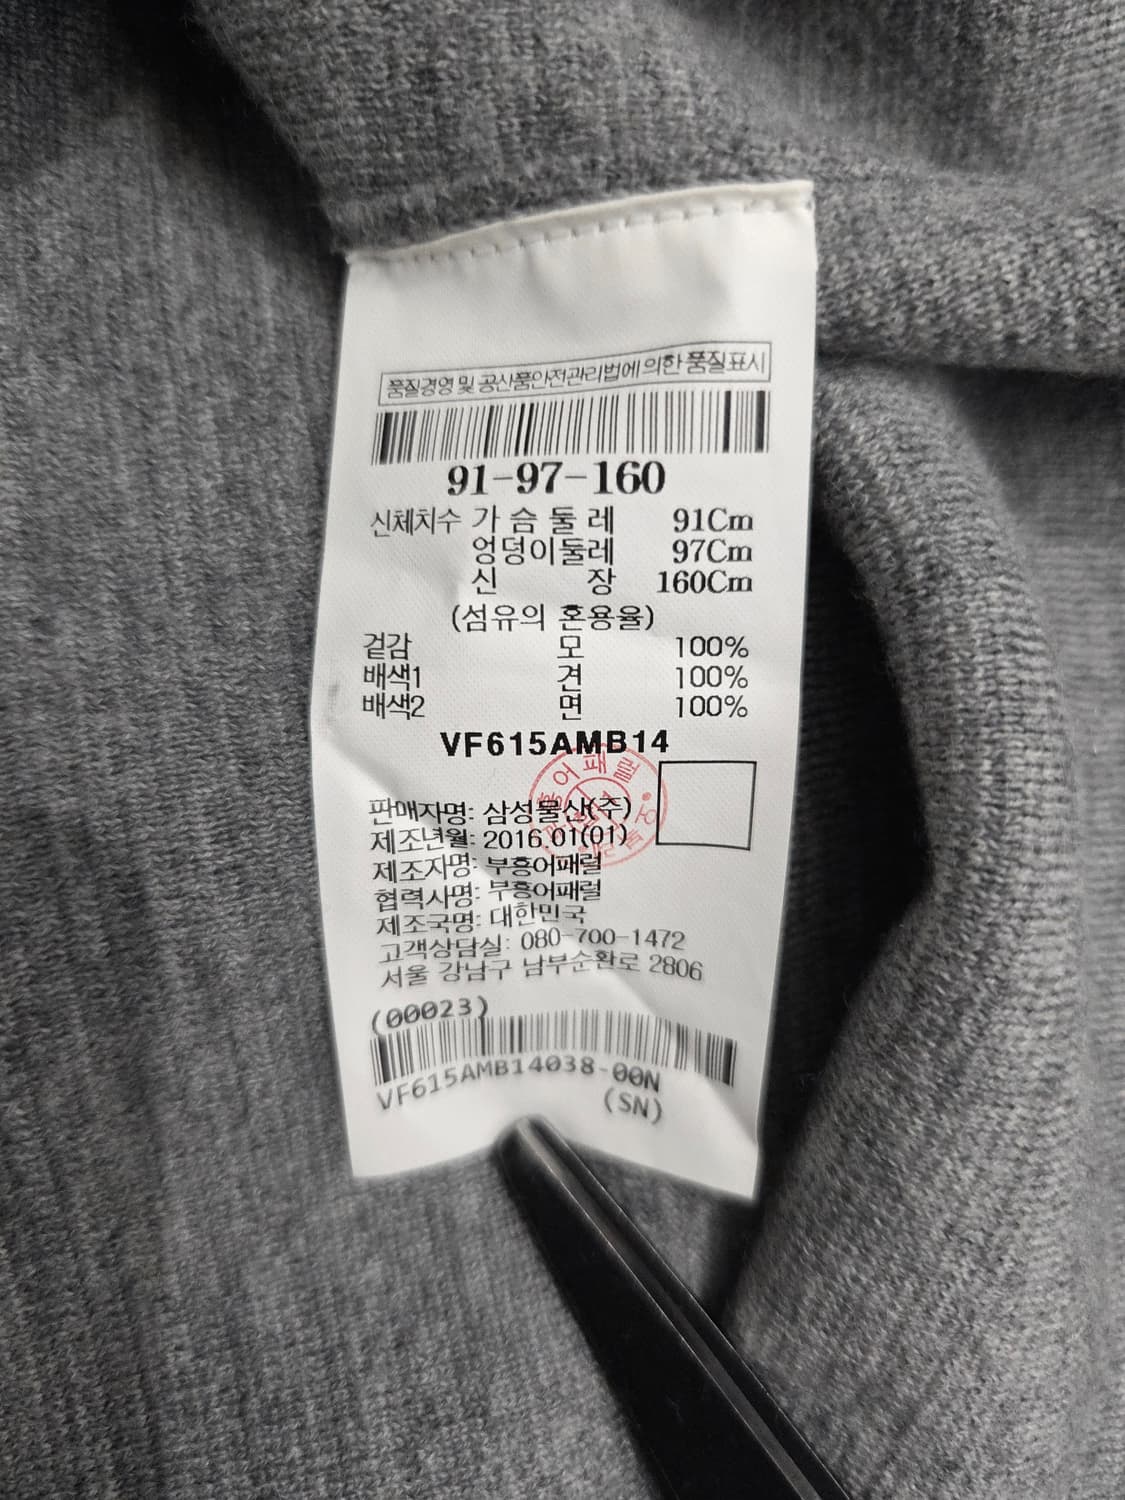 품질경영 및 공산품안전관리법에 의한 품질표시
91-97-160
신체치수 가 슴 둘 레 91Cm
엉덩이둘레 97Cm
신 장 160Cm
(섬유의 혼용율)
겉감 모 100%
배색1 견 100%
배색2 면 100%
VF615AMB14
판매자명: 삼성물산(주)
제조년월: 2016.01(01)
제조자명: 부흥어패럴
협력사명: 부흥어패럴
제조국명: 대한민국
고객상담실: 080-700-1472
서울 강남구 남부순환로 2806
(00023)
VF615AMB14038-00N
(SN)